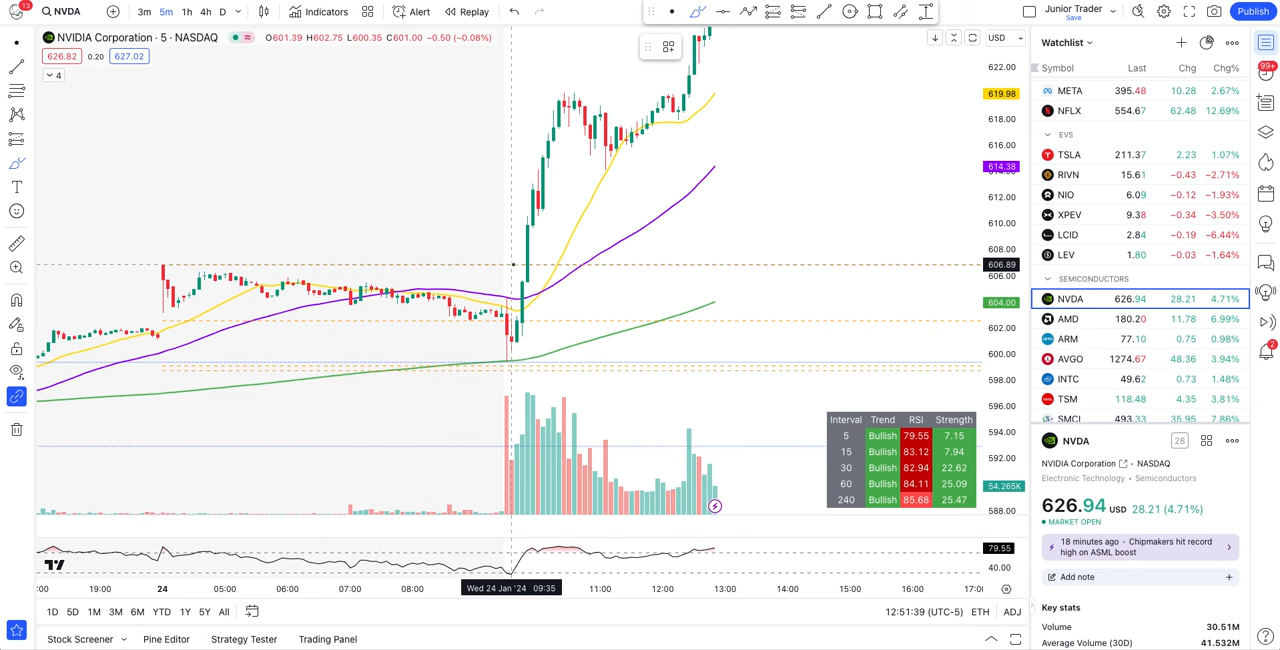 13
NVDA
3m 5m 1h 4h D
Indicators
Alert
Replay
Junior Trader
Save
Publish
NVIDIA Corporation · 5 · NASDAQ
O601.39 H602.75 L600.35 C601.00 −0.50 (−0.08%)
626.82 0.20 627.02
4
USD
622.00
619.98
618.00
616.00
614.38
614.00
612.00
610.00
608.00
606.89
606.00
604.00
602.00
600.00
598.00
596.00
594.00
592.00
54.265K
588.00
79.55
40.00
Interval Trend RSI Strength
5 Bullish 79.55 7.15
15 Bullish 83.12 7.94
30 Bullish 82.94 22.62
60 Bullish 84.11 25.09
240 Bullish 85.68 25.47
:00 19:00 24 05:00 06:00 07:00 08:00 Wed 24 Jan '24 09:35 11:00 12:00 13:00 14:00 15:00 16:00 17:0
1D 5D 1M 3M 6M YTD 1Y 5Y All
12:51:39 (UTC-5) ETH ADJ
Stock Screener Pine Editor Strategy Tester Trading Panel
Watchlist
Symbol Last Chg Chg%
META 395.48 10.28 2.67%
NFLX 554.67 62.48 12.69%
EVS
TSLA 211.37 2.23 1.07%
RIVN 15.61 −0.43 −2.71%
NIO 6.09 −0.12 −1.93%
XPEV 9.38 −0.34 −3.50%
LCID 2.84 −0.19 −6.44%
LEV 1.80 −0.03 −1.64%
SEMICONDUCTORS
NVDA 626.94 28.21 4.71%
AMD 180.20 11.78 6.99%
ARM 77.10 0.75 0.98%
AVGO 1274.67 48.36 3.94%
INTC 49.62 0.73 1.48%
TSM 118.48 4.35 3.81%
SMCI 493.33 35.95 7.86%
NVDA
28
NVIDIA Corporation · NASDAQ
Electronic Technology · Semiconductors
626.94 USD 28.21 (4.71%)
MARKET OPEN
18 minutes ago · Chipmakers hit record
high on ASML boost
Add note
Key stats
Volume 30.51M
Average Volume (30D) 41.532M
99+
2